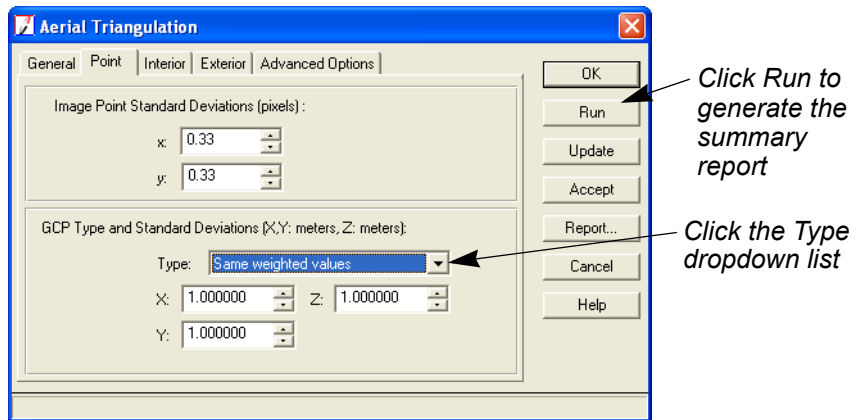 Aerial Triangulation
General Point Interior Exterior Advanced Options
Image Point Standard Deviations (pixels) :
x: 0.33
y: 0.33
GCP Type and Standard Deviations (X,Y: meters, Z: meters):
Type: Same weighted values
X: 1.000000 Z: 1.000000
Y: 1.000000
OK
Run
Update
Accept
Report...
Cancel
Help
Click Run to
generate the
summary
report
Click the Type
dropdown list